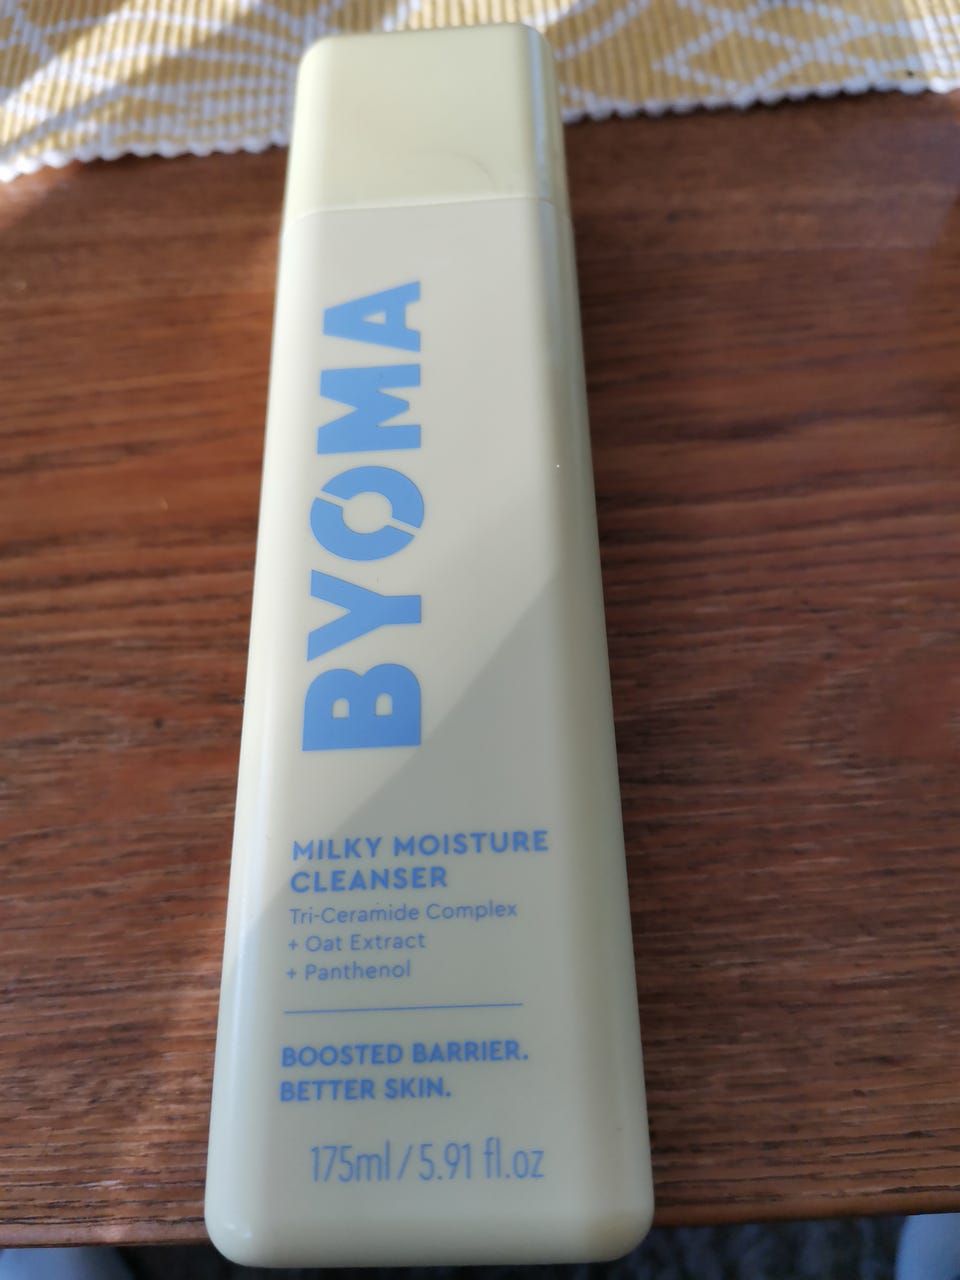 BYOMA
MILKY MOISTURE
CLEANSER
Tri-Ceramide Complex
+ Oat Extract
+ Panthenol
BOOSTED BARRIER.
BETTER SKIN.
175ml/5.91 fl.oz